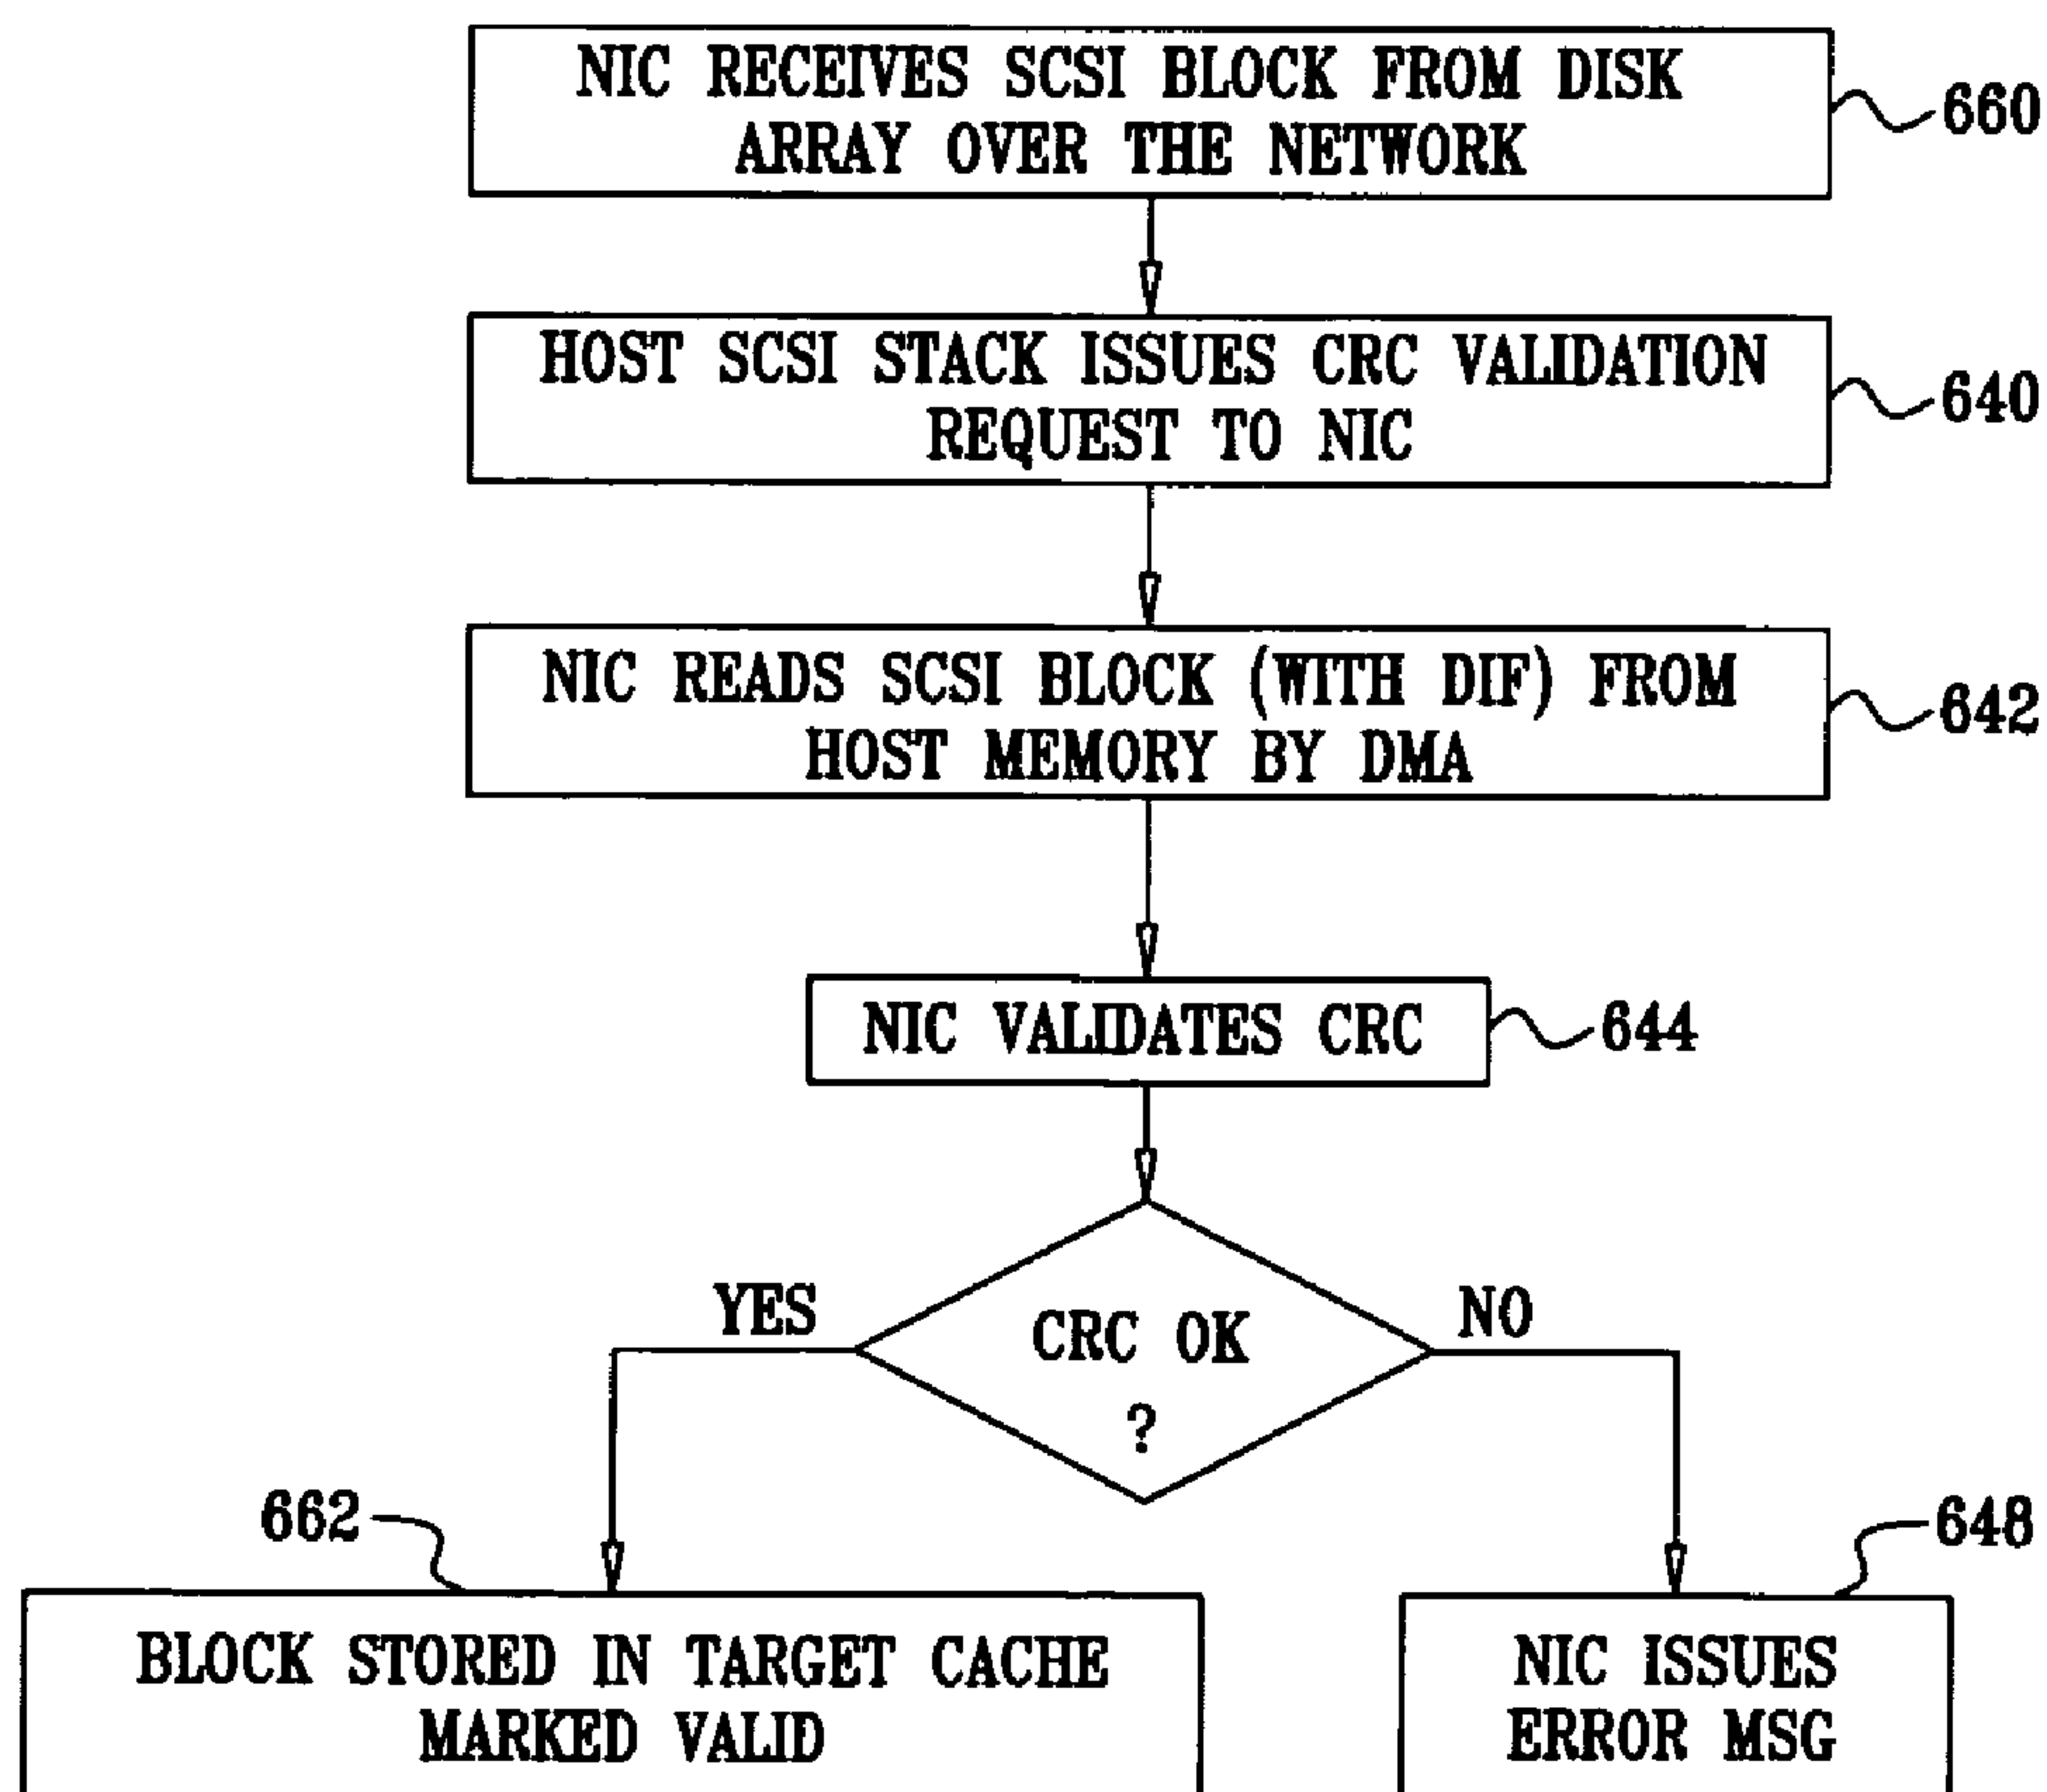 NIC RECEIVES SCSI BLOCK FROM DISK
ARRAY OVER THE NETWORK
660
HOST SCSI STACK ISSUES CRC VALIDATION
REQUEST TO NIC
640
NIC READS SCSI BLOCK (WITH DIF) FROM
HOST MEMORY BY DMA
642
NIC VALIDATES CRC
644
YES
CRC OK
?
NO
662
648
BLOCK STORED IN TARGET CACHE
MARKED VALID
NIC ISSUES
ERROR MSG